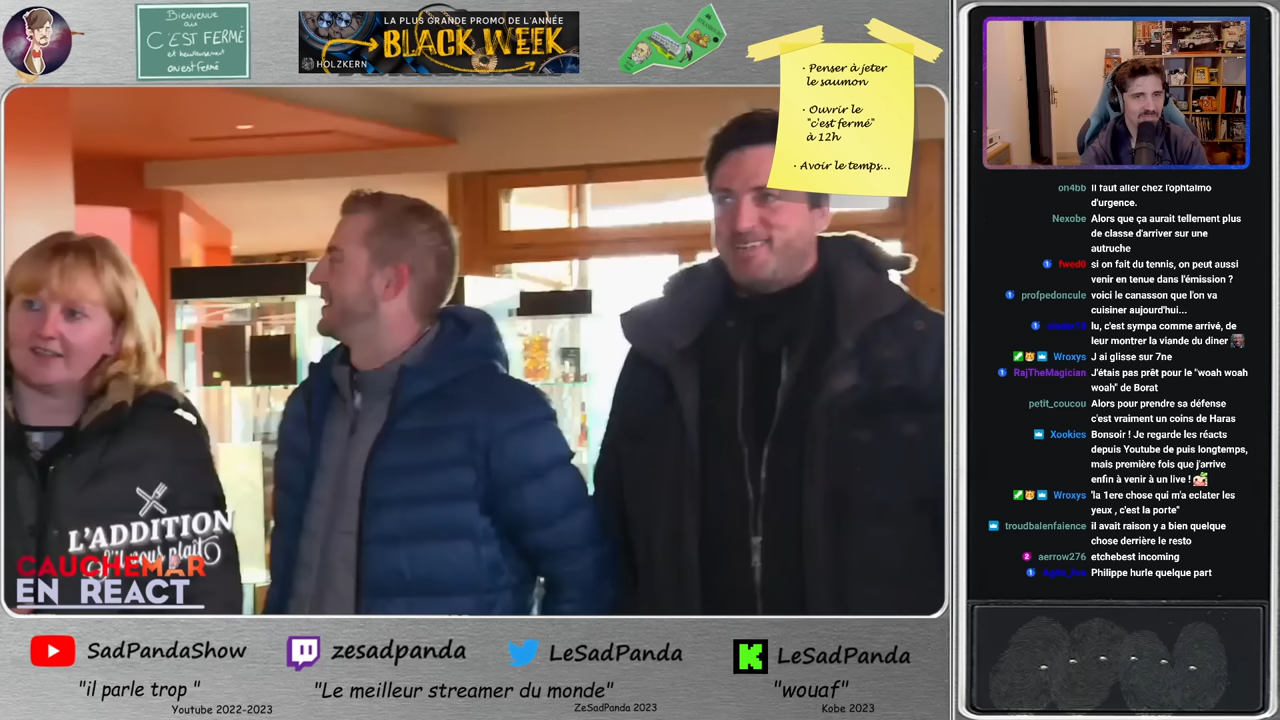 Bienvenue
au
C'EST FERMÉ
et heureusement
on est fermé
LA PLUS GRANDE PROMO DE L'ANNÉE
BLACK WEEK
HOLZKERN
· Penser à jeter
le saumon
· Ouvrir le
"c'est fermé"
à 12h
· Avoir le temps...
L'ADDITION
s'il vous plaît
CAUCHEMAR
EN REACT
SadPandaShow
zesadpanda
LeSadPanda
LeSadPanda
"il parle trop "
Youtube 2022-2023
"Le meilleur streamer du monde"
ZeSadPanda 2023
"wouaf"
Kobe 2023
on4bb Il faut aller chez l'ophtalmo
d'urgence.
Nexobe Alors que ça aurait tellement plus
de classe d'arriver sur une
autruche
fwed0 si on fait du tennis, on peut aussi
venir en tenue dans l'émission ?
profpedoncule voici le canasson que l'on va
cuisiner aujourd'hui...
lu, c'est sympa comme arrivé, de
leur montrer la viande du diner
Wroxys J ai glisse sur 7ne
RajTheMagician J'étais pas prêt pour le "woah woah
woah" de Borat
petit_coucou Alors pour prendre sa défense
c'est vraiment un coins de Haras
Xookies Bonsoir ! Je regarde les réacts
depuis Youtube de puis longtemps,
mais première fois que j'arrive
enfin à venir à un live !
Wroxys 'la 1ere chose qui m'a eclater les
yeux , c'est la porte"
troudbalenfaience il avait raison y a bien quelque
chose derrière le resto
aerrow276 etchebest incoming
Philippe hurle quelque part